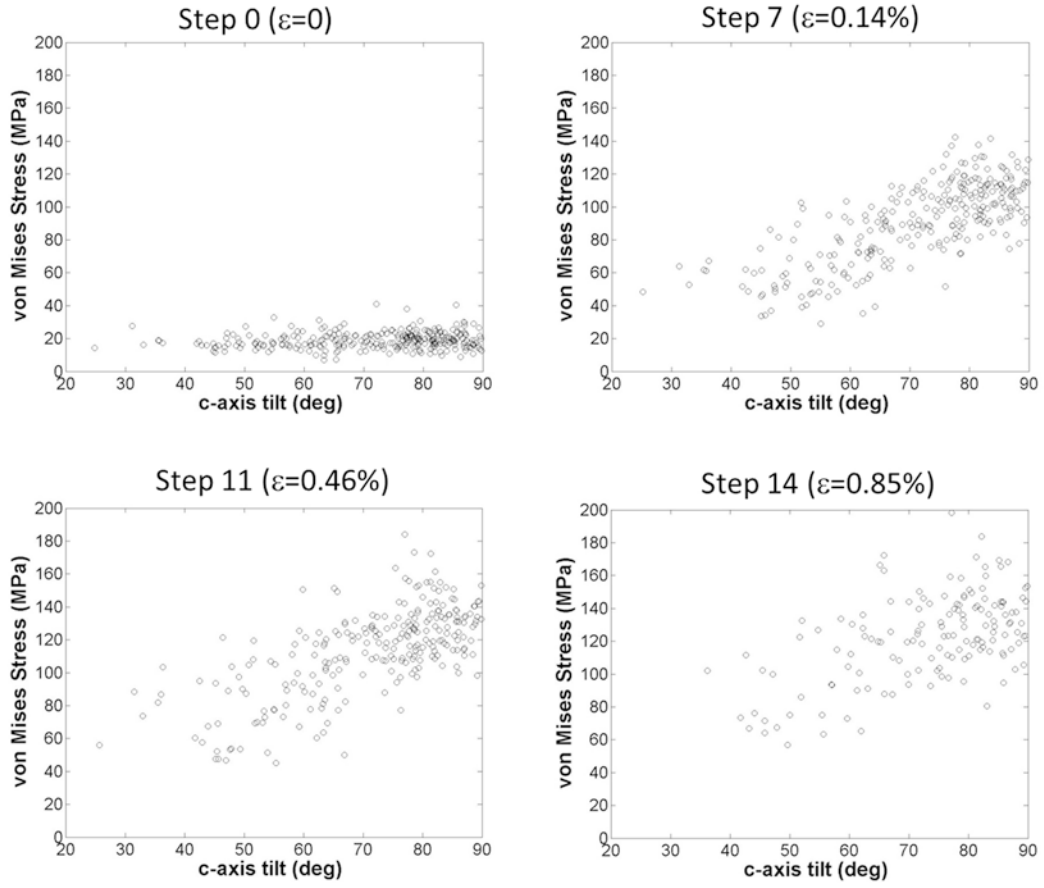 Step 0 (ε=0)
von Mises Stress (MPa)
200
180
160
140
120
100
80
60
40
20
0
20 30 40 50 60 70 80 90
c-axis tilt (deg)
Step 7 (ε=0.14%)
von Mises Stress (MPa)
200
180
160
140
120
100
80
60
40
20
0
20 30 40 50 60 70 80 90
c-axis tilt (deg)
Step 11 (ε=0.46%)
von Mises Stress (MPa)
200
180
160
140
120
100
80
60
40
20
0
20 30 40 50 60 70 80 90
c-axis tilt (deg)
Step 14 (ε=0.85%)
von Mises Stress (MPa)
200
180
160
140
120
100
80
60
40
20
0
20 30 40 50 60 70 80 90
c-axis tilt (deg)